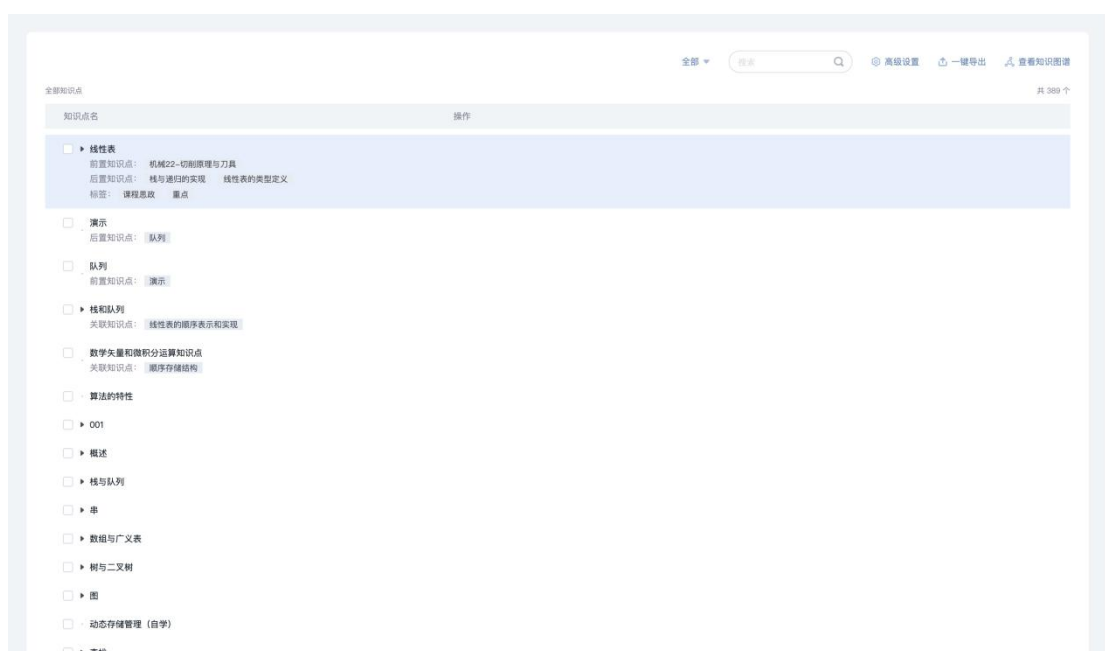 全部 搜索 高级设置 一键导出 查看知识图谱
全部知识点 共 389 个
知识点名 操作
线性表
前置知识点： 机械22-切削原理与刀具
后置知识点： 栈与递归的实现 线性表的类型定义
标签： 课程思政 重点
演示
后置知识点： 队列
队列
前置知识点： 演示
栈和队列
关联知识点： 线性表的顺序表示和实现
数学矢量和微积分运算知识点
关联知识点： 顺序存储结构
算法的特性
001
概述
栈与队列
串
数组与广义表
树与二叉树
图
动态存储管理（自学）